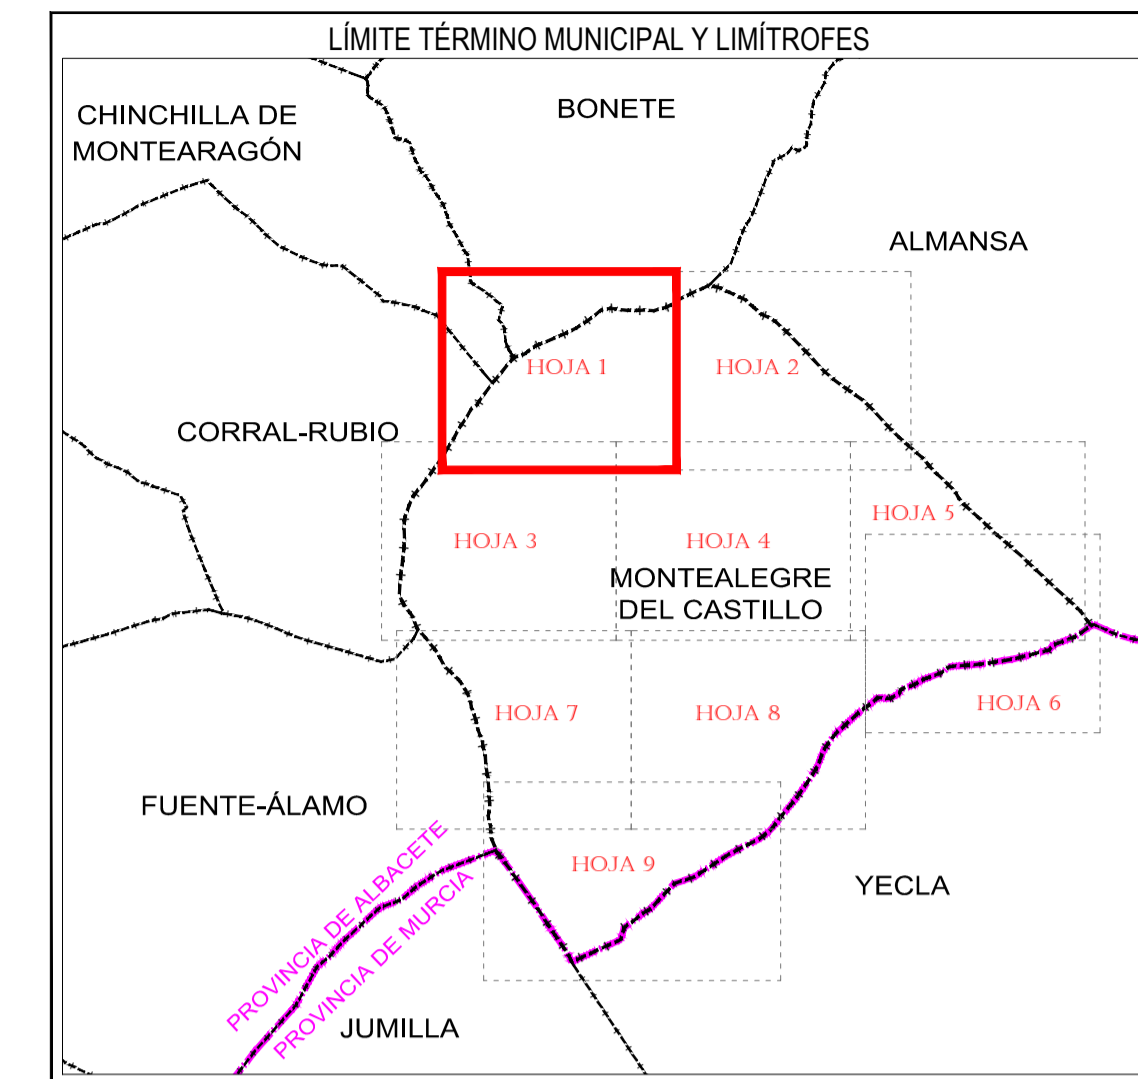 LÍMITE TÉRMINO MUNICIPAL Y LIMÍTROFES
CHINCHILLA DE
MONTEARAGÓN
BONETE
ALMANSA
HOJA 1
HOJA 2
CORRAL-RUBIO
HOJA 3
HOJA 4
HOJA 5
MONTEALEGRE
DEL CASTILLO
HOJA 7
HOJA 8
HOJA 6
FUENTE-ÁLAMO
HOJA 9
YECLA
PROVINCIA DE ALBACETE
PROVINCIA DE MURCIA
JUMILLA